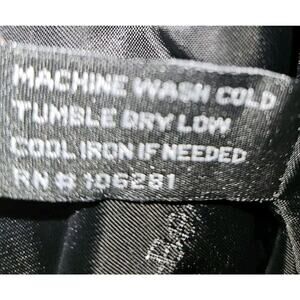 MACHINE WASH COLD
TUMBLE DRY LOW
COOL IRON IF NEEDED
RN # 106281